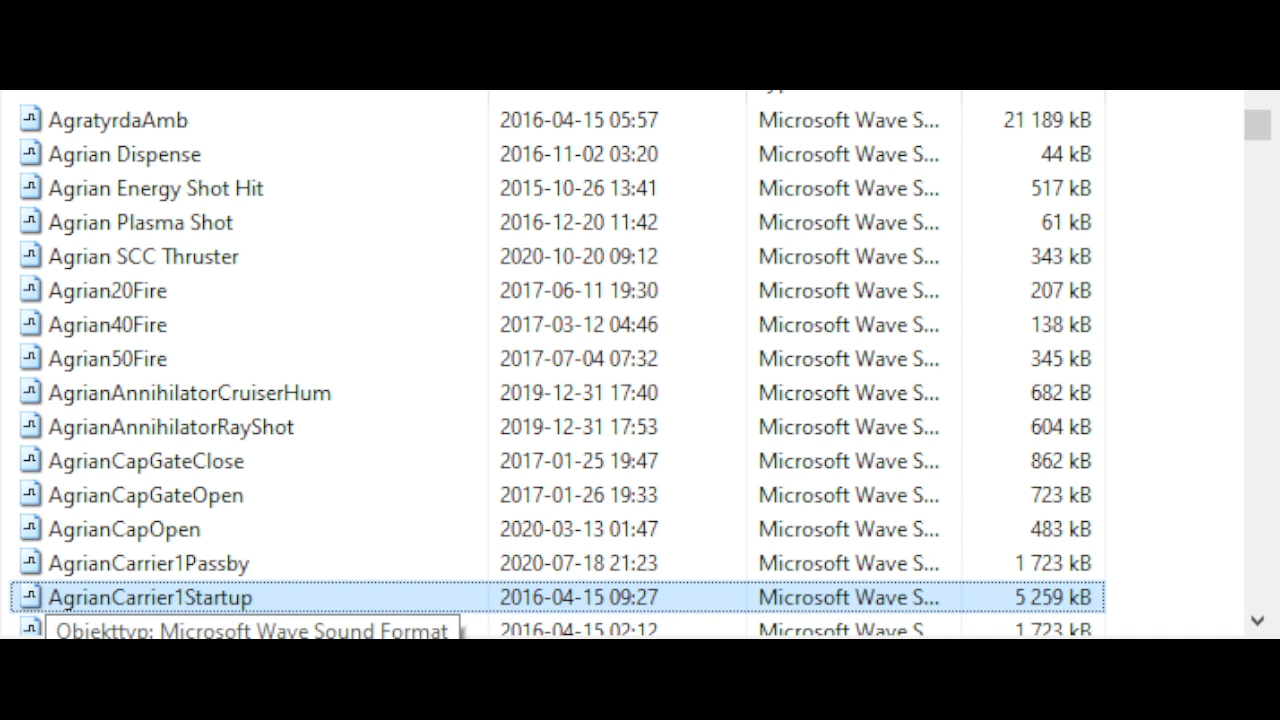 AgratyrdaAmb 2016-04-15 05:57 Microsoft Wave S... 21 189 kB
Agrian Dispense 2016-11-02 03:20 Microsoft Wave S... 44 kB
Agrian Energy Shot Hit 2015-10-26 13:41 Microsoft Wave S... 517 kB
Agrian Plasma Shot 2016-12-20 11:42 Microsoft Wave S... 61 kB
Agrian SCC Thruster 2020-10-20 09:12 Microsoft Wave S... 343 kB
Agrian20Fire 2017-06-11 19:30 Microsoft Wave S... 207 kB
Agrian40Fire 2017-03-12 04:46 Microsoft Wave S... 138 kB
Agrian50Fire 2017-07-04 07:32 Microsoft Wave S... 345 kB
AgrianAnnihilatorCruiserHum 2019-12-31 17:40 Microsoft Wave S... 682 kB
AgrianAnnihilatorRayShot 2019-12-31 17:53 Microsoft Wave S... 604 kB
AgrianCapGateClose 2017-01-25 19:47 Microsoft Wave S... 862 kB
AgrianCapGateOpen 2017-01-26 19:33 Microsoft Wave S... 723 kB
AgrianCapOpen 2020-03-13 01:47 Microsoft Wave S... 483 kB
AgrianCarrier1Passby 2020-07-18 21:23 Microsoft Wave S... 1 723 kB
AgrianCarrier1Startup 2016-04-15 09:27 Microsoft Wave S... 5 259 kB
Objekttyp: Microsoft Wave Sound Format 2016-04-15 02:12 Microsoft Wave S... 1 723 kB